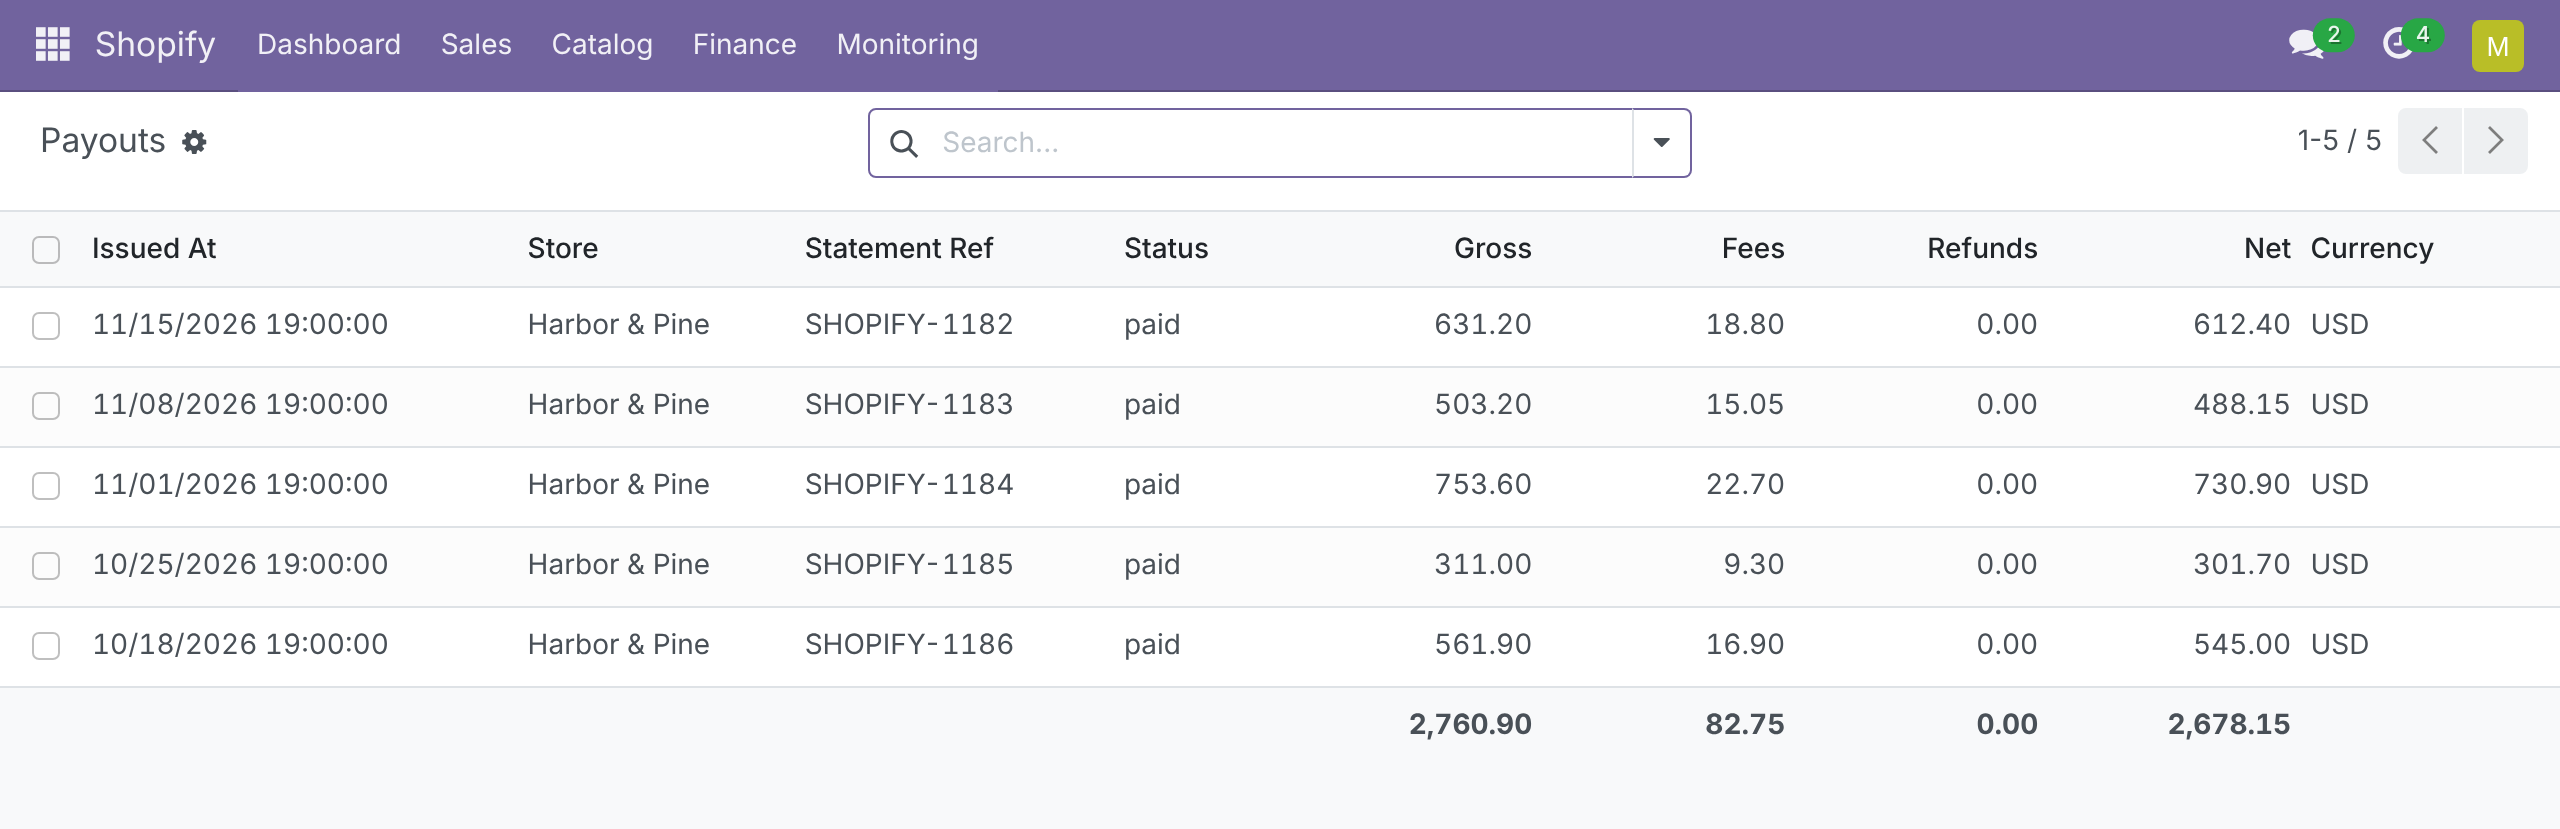 Shopify Dashboard Sales Catalog Finance Monitoring 2 4 M
Payouts Search... 1-5 / 5
Issued At Store Statement Ref Status Gross Fees Refunds Net Currency
11/15/2026 19:00:00 Harbor & Pine SHOPIFY-1182 paid 631.20 18.80 0.00 612.40 USD
11/08/2026 19:00:00 Harbor & Pine SHOPIFY-1183 paid 503.20 15.05 0.00 488.15 USD
11/01/2026 19:00:00 Harbor & Pine SHOPIFY-1184 paid 753.60 22.70 0.00 730.90 USD
10/25/2026 19:00:00 Harbor & Pine SHOPIFY-1185 paid 311.00 9.30 0.00 301.70 USD
10/18/2026 19:00:00 Harbor & Pine SHOPIFY-1186 paid 561.90 16.90 0.00 545.00 USD
2,760.90 82.75 0.00 2,678.15